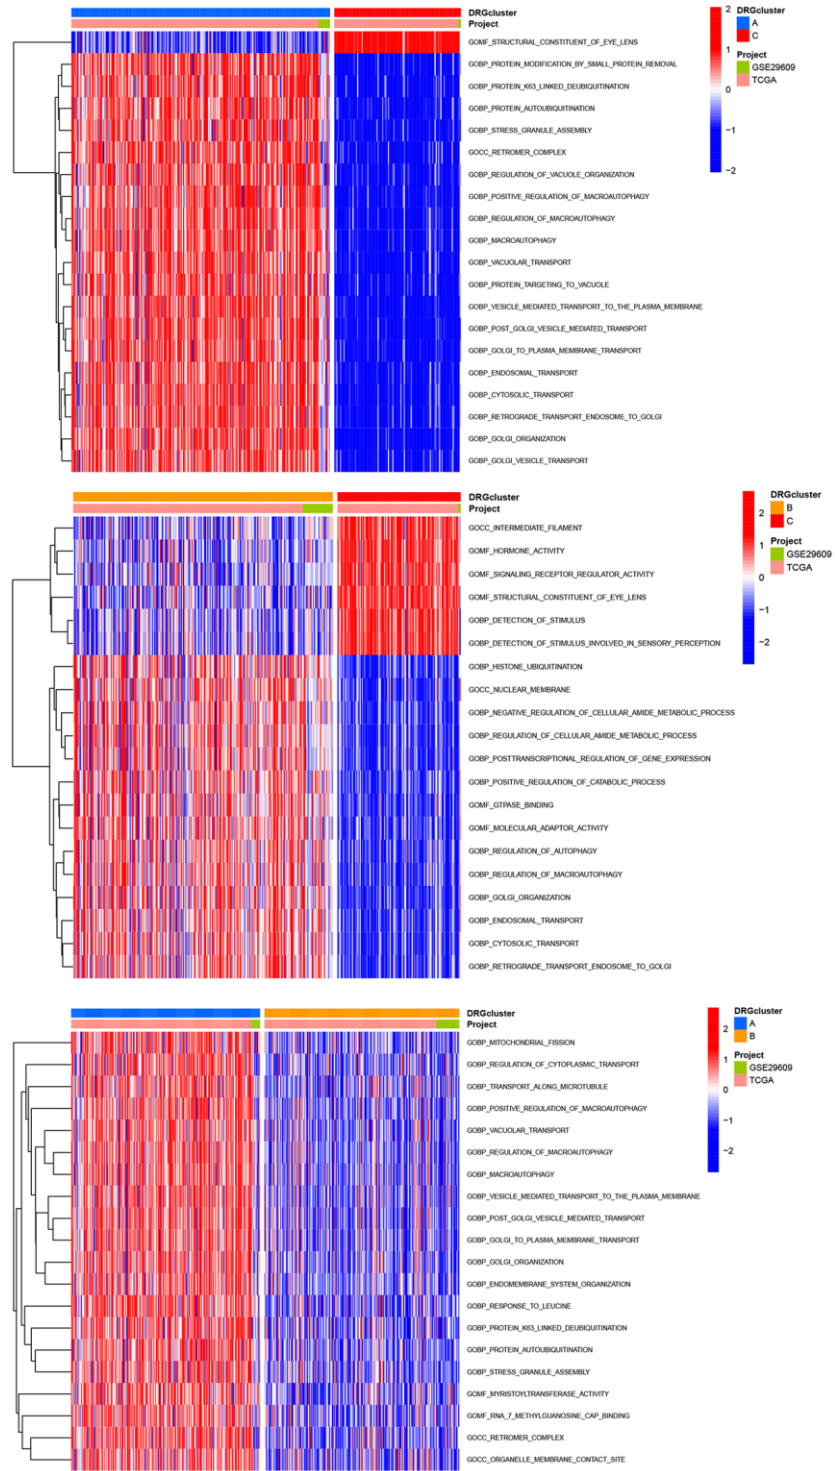 DRGcluster
Project
GOMF_STRUCTURAL_CONSTITUENT_OF_EYE_LENS
GOBP_PROTEIN_MODIFICATION_BY_SMALL_PROTEIN_REMOVAL
GOBP_PROTEIN_K63_LINKED_DEUBIQUITINATION
GOBP_PROTEIN_AUTOUBIQUITINATION
GOBP_STRESS_GRANULE_ASSEMBLY
GOCC_RETROMER_COMPLEX
GOBP_REGULATION_OF_VACUOLE_ORGANIZATION
GOBP_POSITIVE_REGULATION_OF_MACROAUTOPHAGY
GOBP_REGULATION_OF_MACROAUTOPHAGY
GOBP_MACROAUTOPHAGY
GOBP_VACUOLAR_TRANSPORT
GOBP_PROTEIN_TARGETING_TO_VACUOLE
GOBP_VESICLE_MEDIATED_TRANSPORT_TO_THE_PLASMA_MEMBRANE
GOBP_POST_GOLGI_VESICLE_MEDIATED_TRANSPORT
GOBP_GOLGI_TO_PLASMA_MEMBRANE_TRANSPORT
GOBP_ENDOSOMAL_TRANSPORT
GOBP_CYTOSOLIC_TRANSPORT
GOBP_RETROGRADE_TRANSPORT_ENDOSOME_TO_GOLGI
GOBP_GOLGI_ORGANIZATION
GOBP_GOLGI_VESICLE_TRANSPORT
2
1
0
−1
−2
DRGcluster
A
C
Project
GSE29609
TCGA
DRGcluster
Project
GOCC_INTERMEDIATE_FILAMENT
GOMF_HORMONE_ACTIVITY
GOMF_SIGNALING_RECEPTOR_REGULATOR_ACTIVITY
GOMF_STRUCTURAL_CONSTITUENT_OF_EYE_LENS
GOBP_DETECTION_OF_STIMULUS
GOBP_DETECTION_OF_STIMULUS_INVOLVED_IN_SENSORY_PERCEPTION
GOBP_HISTONE_UBIQUITINATION
GOCC_NUCLEAR_MEMBRANE
GOBP_NEGATIVE_REGULATION_OF_CELLULAR_AMIDE_METABOLIC_PROCESS
GOBP_REGULATION_OF_CELLULAR_AMIDE_METABOLIC_PROCESS
GOBP_POSTTRANSCRIPTIONAL_REGULATION_OF_GENE_EXPRESSION
GOBP_POSITIVE_REGULATION_OF_CATABOLIC_PROCESS
GOMF_GTPASE_BINDING
GOMF_MOLECULAR_ADAPTOR_ACTIVITY
GOBP_REGULATION_OF_AUTOPHAGY
GOBP_REGULATION_OF_MACROAUTOPHAGY
GOBP_GOLGI_ORGANIZATION
GOBP_ENDOSOMAL_TRANSPORT
GOBP_CYTOSOLIC_TRANSPORT
GOBP_RETROGRADE_TRANSPORT_ENDOSOME_TO_GOLGI
2
1
0
−1
−2
DRGcluster
B
C
Project
GSE29609
TCGA
DRGcluster
Project
GOBP_MITOCHONDRIAL_FISSION
GOBP_REGULATION_OF_CYTOPLASMIC_TRANSPORT
GOBP_TRANSPORT_ALONG_MICROTUBULE
GOBP_POSITIVE_REGULATION_OF_MACROAUTOPHAGY
GOBP_VACUOLAR_TRANSPORT
GOBP_REGULATION_OF_MACROAUTOPHAGY
GOBP_MACROAUTOPHAGY
GOBP_VESICLE_MEDIATED_TRANSPORT_TO_THE_PLASMA_MEMBRANE
GOBP_POST_GOLGI_VESICLE_MEDIATED_TRANSPORT
GOBP_GOLGI_TO_PLASMA_MEMBRANE_TRANSPORT
GOBP_GOLGI_ORGANIZATION
GOBP_ENDOMEMBRANE_SYSTEM_ORGANIZATION
GOBP_RESPONSE_TO_LEUCINE
GOBP_PROTEIN_K63_LINKED_DEUBIQUITINATION
GOBP_PROTEIN_AUTOUBIQUITINATION
GOBP_STRESS_GRANULE_ASSEMBLY
GOMF_MYRISTOYLTRANSFERASE_ACTIVITY
GOMF_RNA_7_METHYLGUANOSINE_CAP_BINDING
GOCC_RETROMER_COMPLEX
GOCC_ORGANELLE_MEMBRANE_CONTACT_SITE
2
1
0
−1
−2
DRGcluster
A
B
Project
GSE29609
TCGA